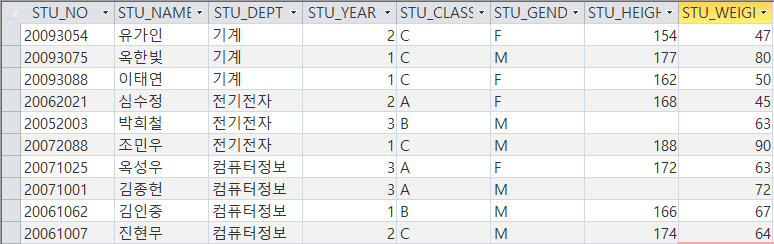 STU_NO STU_NAME STU_DEPT STU_YEAR STU_CLASS STU_GEND STU_HEIGH STU_WEIGI
20093054 유가인 기계 2 C F 154 47
20093075 옥한빛 기계 1 C M 177 80
20093088 이태연 기계 1 C F 162 50
20062021 심수정 전기전자 2 A F 168 45
20052003 박희철 전기전자 3 B M 63
20072088 조민우 전기전자 1 C M 188 90
20071025 옥성우 컴퓨터정보 3 A F 172 63
20071001 김종헌 컴퓨터정보 3 A M 72
20061062 김인중 컴퓨터정보 1 B M 166 67
20061007 진현무 컴퓨터정보 2 C M 174 64